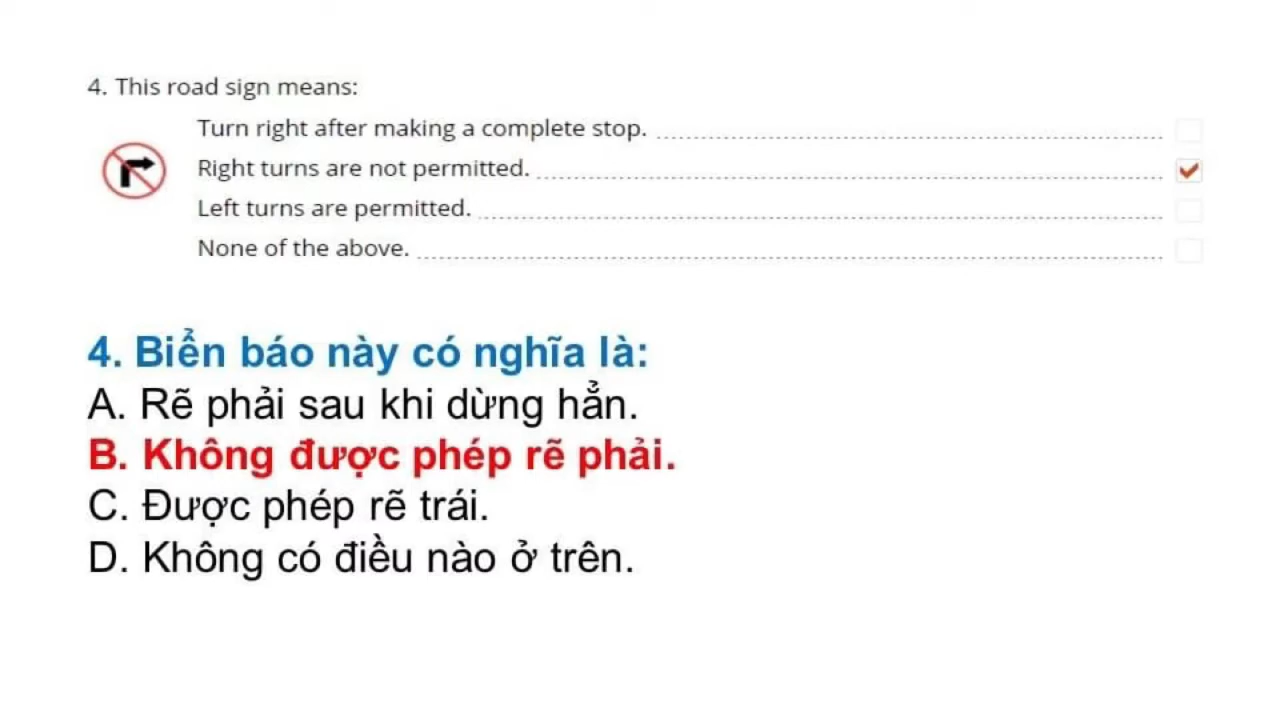 4. This road sign means:
Turn right after making a complete stop.
Right turns are not permitted.
Left turns are permitted.
None of the above.
4. Biển báo này có nghĩa là:
A. Rẽ phải sau khi dừng hẳn.
B. Không được phép rẽ phải.
C. Được phép rẽ trái.
D. Không có điều nào ở trên.